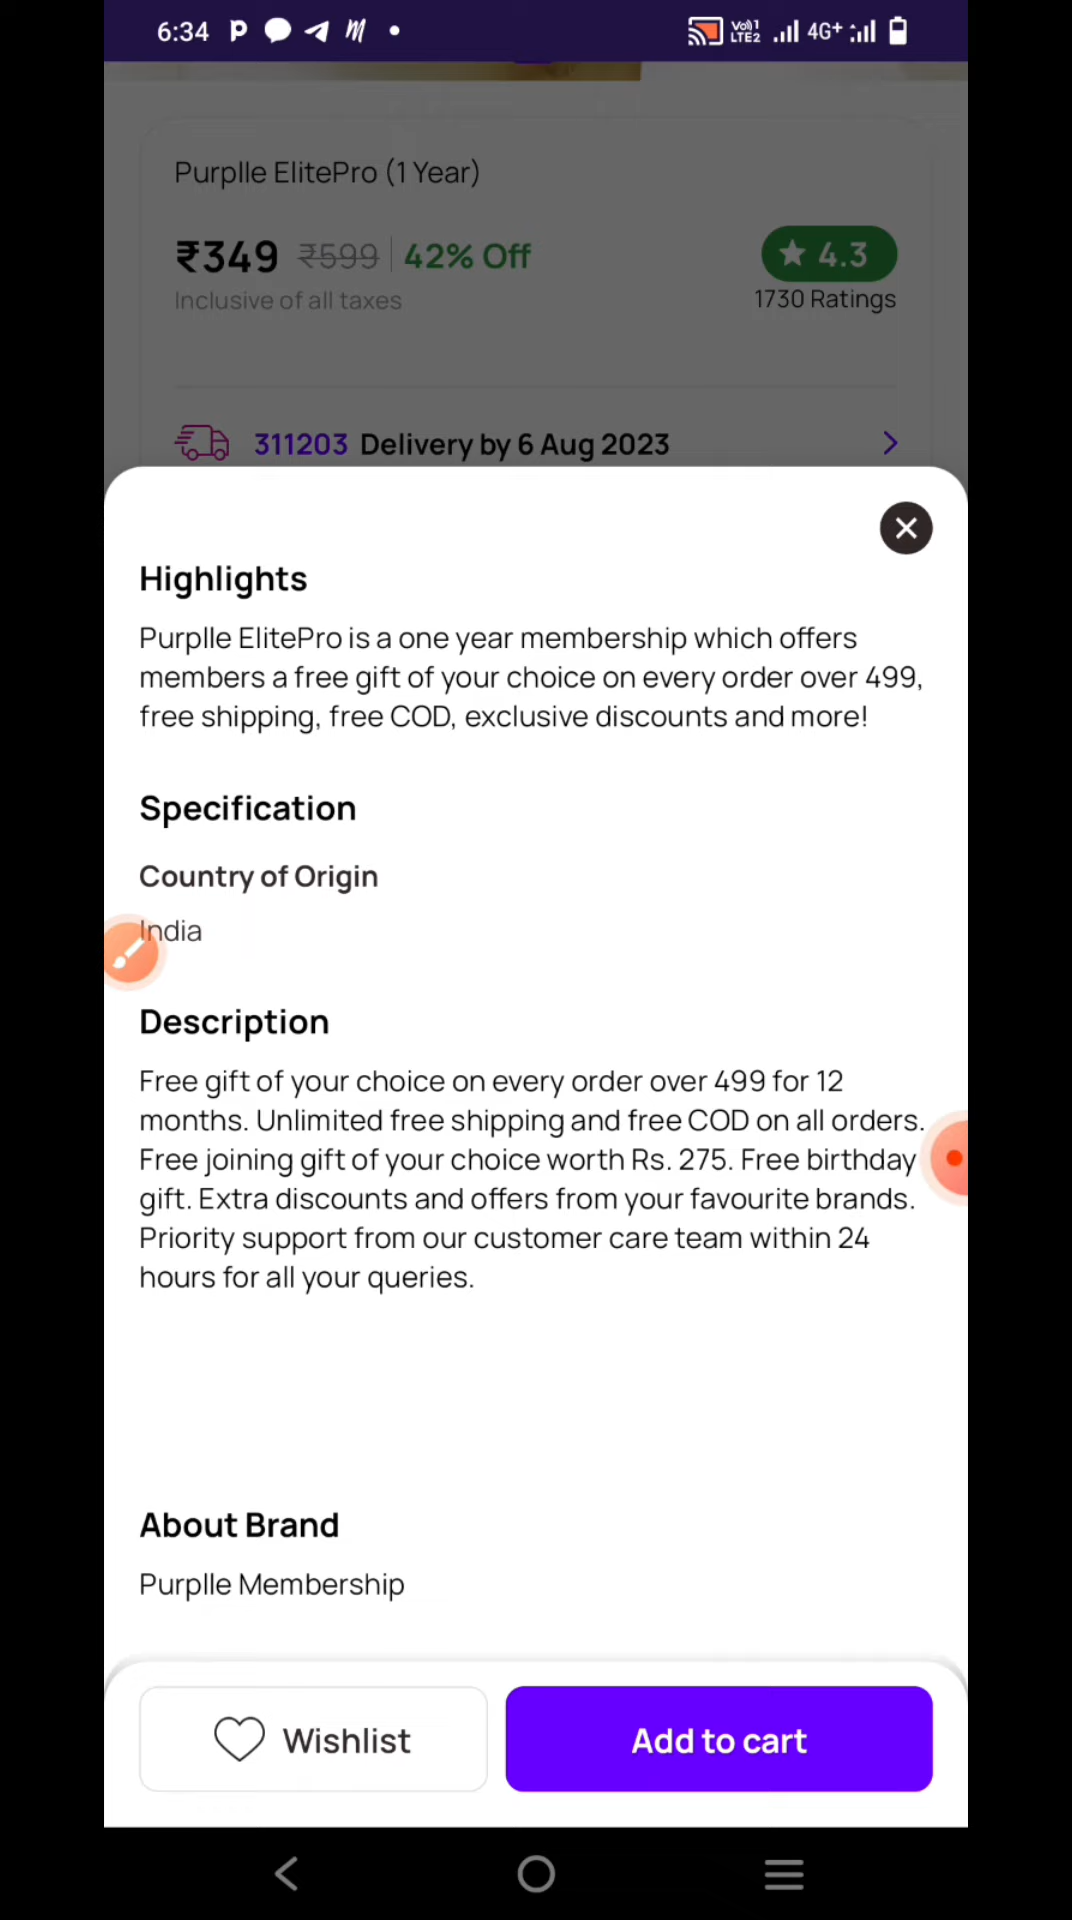 6:34
Vo)) 1
LTE2
4G+
Purplle ElitePro (1 Year)
₹349 ₹599 42% Off
4.3
Inclusive of all taxes
1730 Ratings
311203 Delivery by 6 Aug 2023
Highlights
Purplle ElitePro is a one year membership which offers
members a free gift of your choice on every order over 499,
free shipping, free COD, exclusive discounts and more!
Specification
Country of Origin
India
Description
Free gift of your choice on every order over 499 for 12
months. Unlimited free shipping and free COD on all orders.
Free joining gift of your choice worth Rs. 275. Free birthday
gift. Extra discounts and offers from your favourite brands.
Priority support from our customer care team within 24
hours for all your queries.
About Brand
Purplle Membership
Wishlist
Add to cart